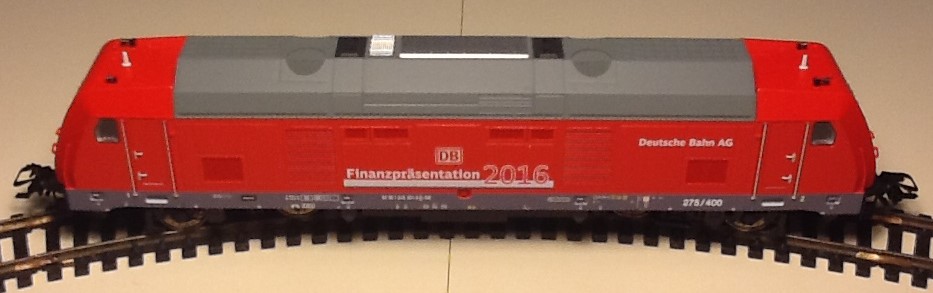 DB
Deutsche Bahn AG
Finanzpräsentation 2016
275/400